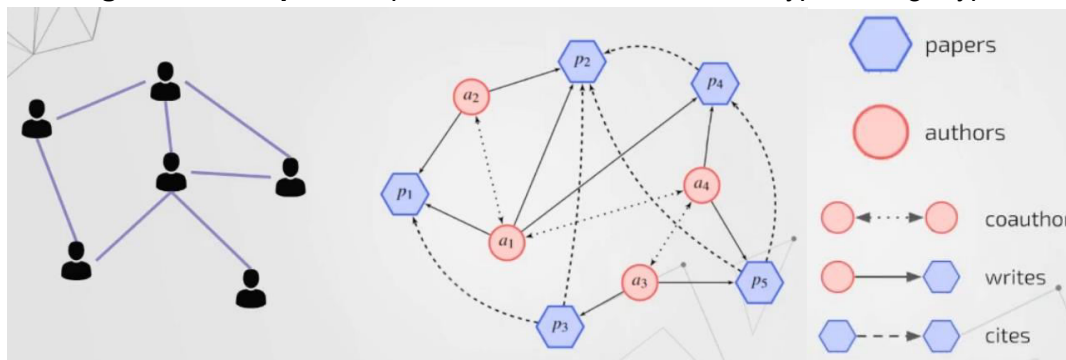 p₂
p₄
a₂
p₁
a₄
a₁
a₃
p₅
p₃
papers
authors
coauthor
writes
cites